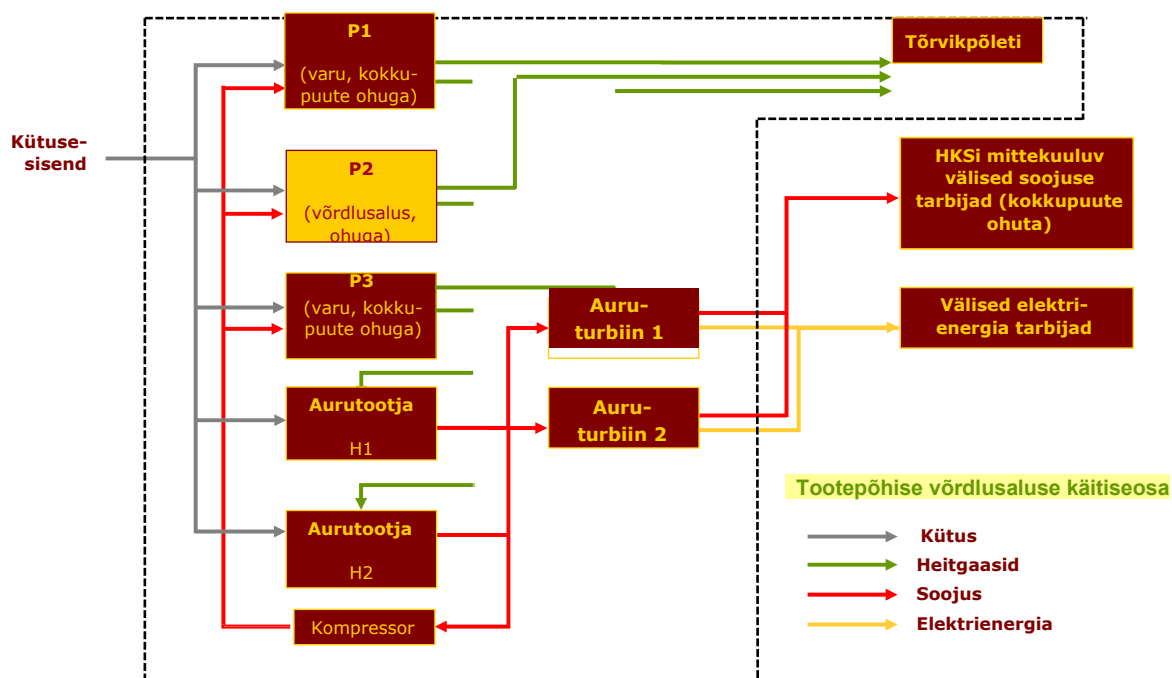 P1
(varu, kokku-
puute ohuga)
Tõrvikpõleti
Kütuse-
sisend
P2
(võrdlusalus,
ohuga)
HKSi mittekuuluv
välised soojuse
tarbijad (kokkupuute
ohuta)
P3
(varu, kokku-
puute ohuga)
Auru-
turbiin 1
Välised elektri-
energia tarbijad
Aurutootja
H1
Auru-
turbiin 2
Tootepõhise võrdlusaluse käitiseosa
Aurutootja
H2
Kütus
Heitgaasid
Soojus
Elektrienergia
Kompressor